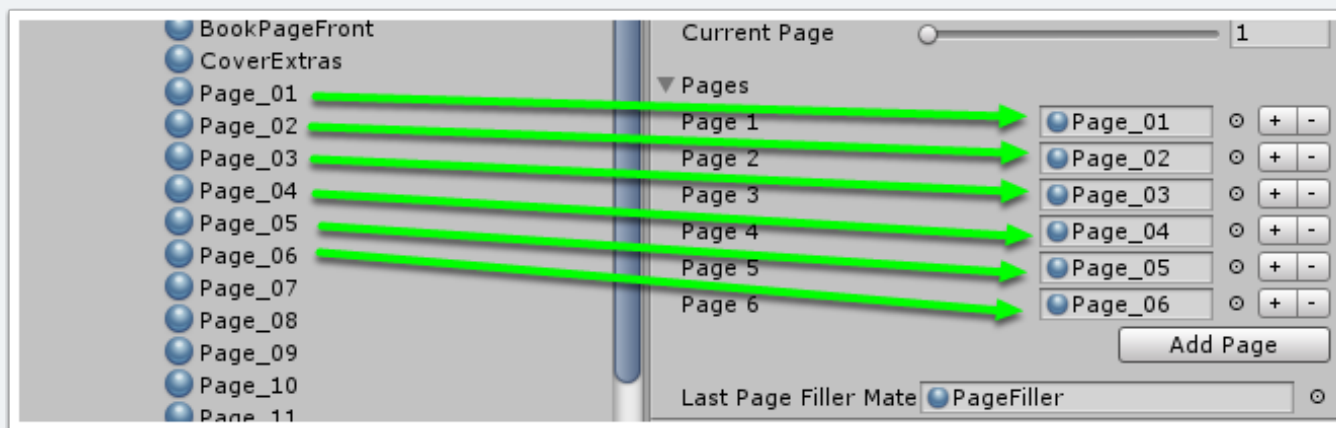 BookPageFront
CoverExtras
Page_01
Page_02
Page_03
Page_04
Page_05
Page_06
Page_07
Page_08
Page_09
Page_10
Page_11
Current Page 1
Pages
Page 1 Page_01 + -
Page 2 Page_02 + -
Page 3 Page_03 + -
Page 4 Page_04 + -
Page 5 Page_05 + -
Page 6 Page_06 + -
Add Page
Last Page Filler Mate PageFiller